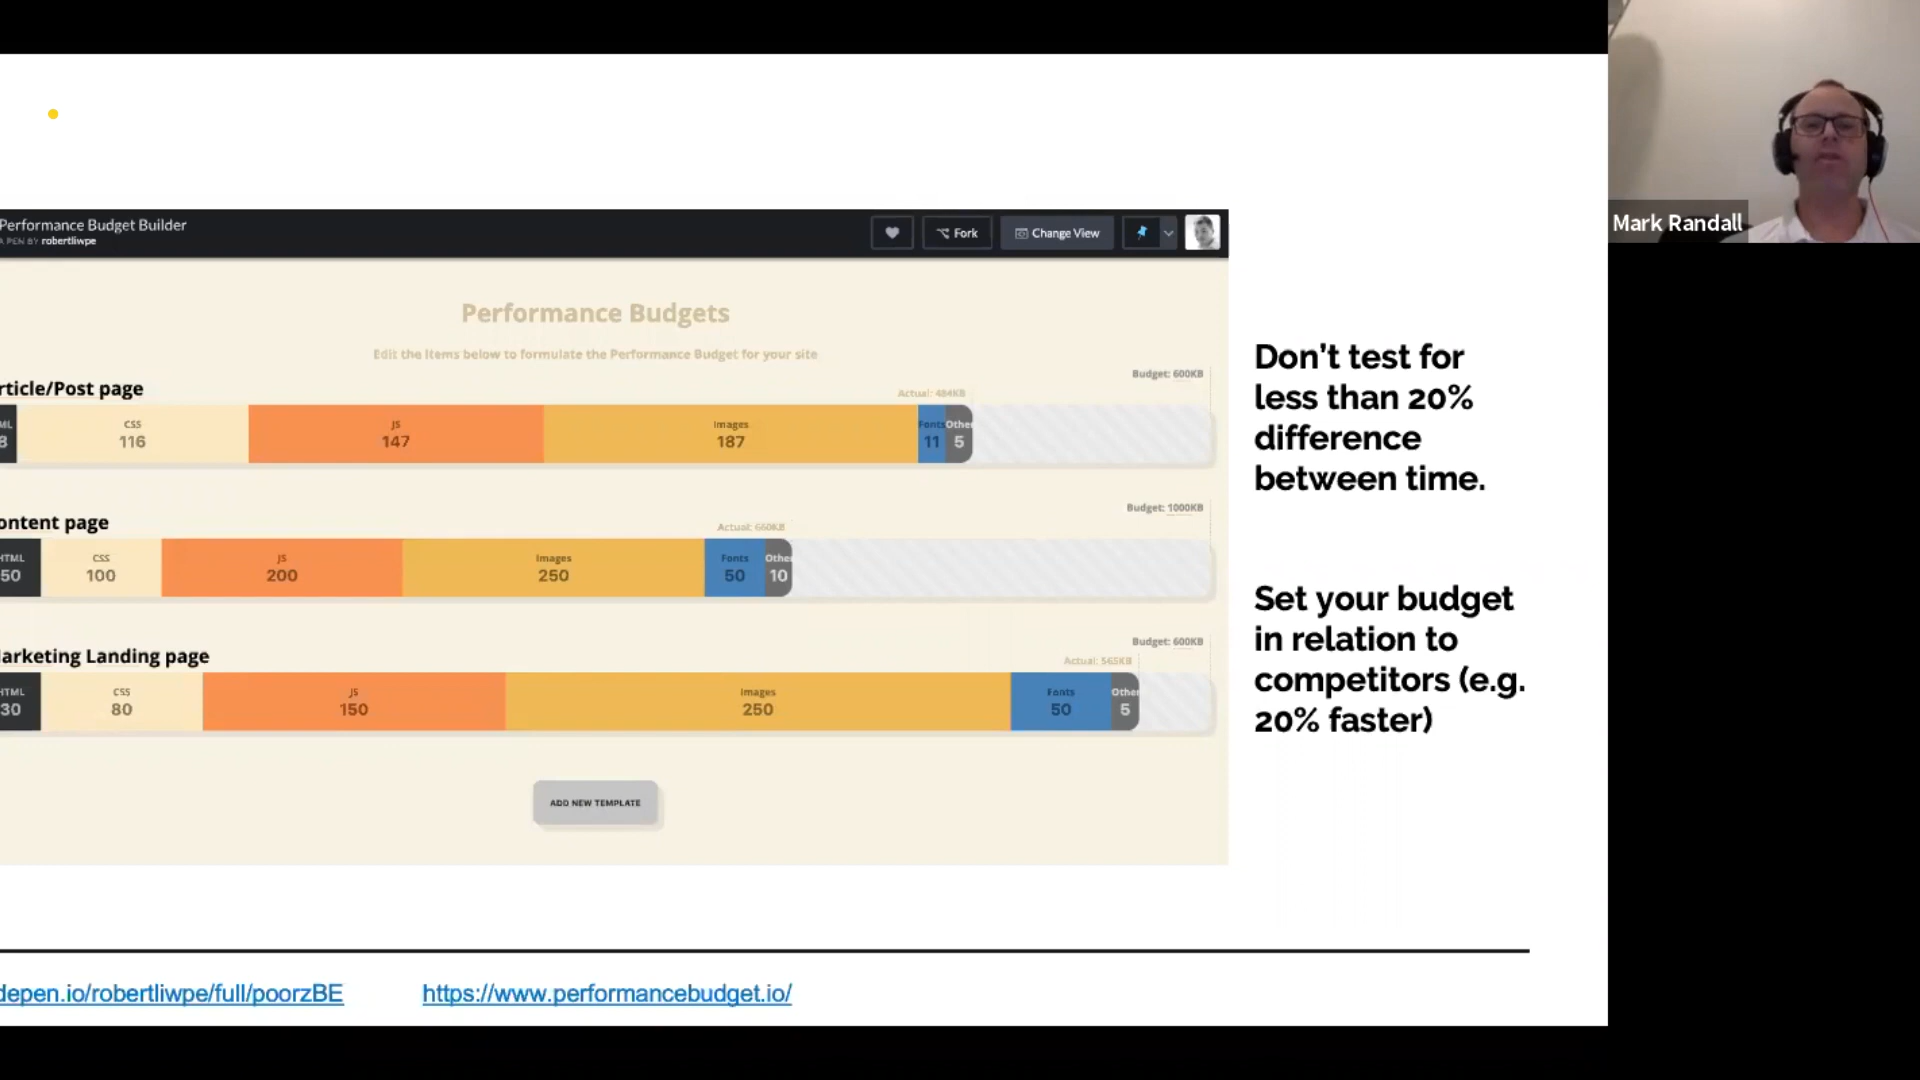 Mark Randall
Performance Budget Builder
A PEN BY robertliwpe
Fork
Change View
Performance Budgets
Edit the Items below to formulate the Performance Budget for your site
rticle/Post page
Actual: 484KB
Budget: 600KB
ML
CSS
JS
Images
Fonts
Other
8
116
147
187
11
5
ontent page
Actual: 660KB
Budget: 1000KB
HTML
CSS
JS
Images
Fonts
Other
50
100
200
250
50
10
Marketing Landing page
Actual: 565KB
Budget: 600KB
HTML
CSS
JS
Images
Fonts
Other
30
80
150
250
50
5
ADD NEW TEMPLATE
Don't test for
less than 20%
difference
between time.
Set your budget
in relation to
competitors (e.g.
20% faster)
depen.io/robertliwpe/full/poorzBE
https://www.performancebudget.io/